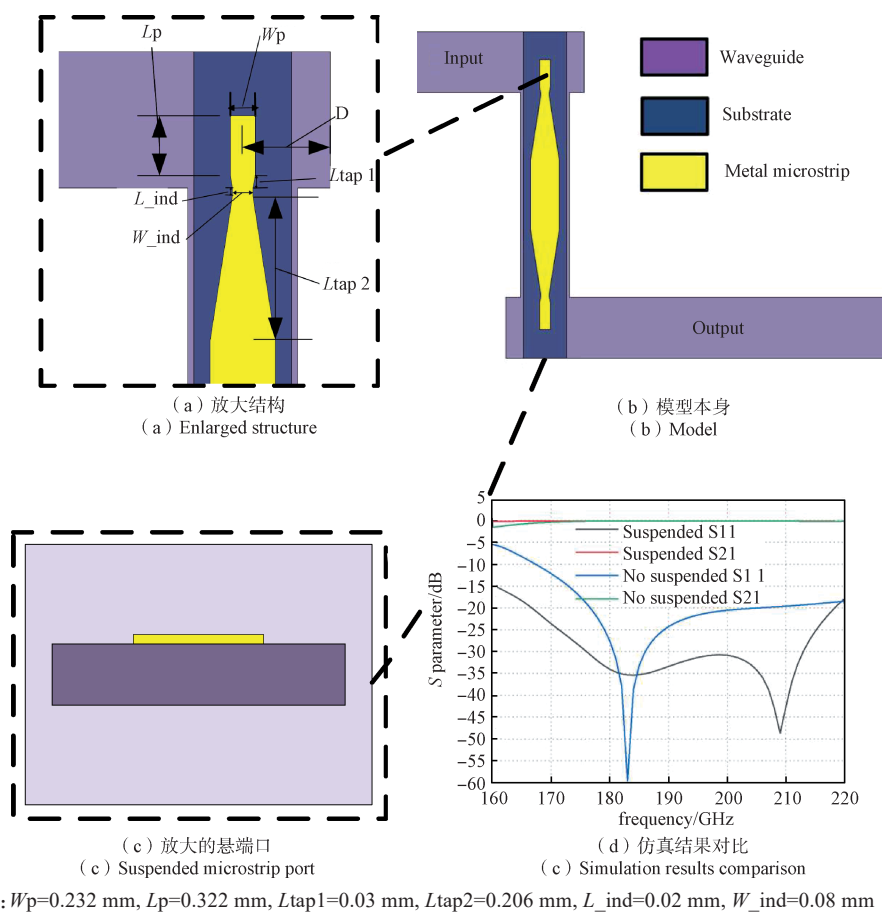 Lp
Wp
D
Ltap 1
L_ind
W_ind
Ltap 2
(a)放大结构
(a)Enlarged structure
Input
Output
Waveguide
Substrate
Metal microstrip
(b)模型本身
(b)Model
(c)放大的悬端口
(c)Suspended microstrip port
S parameter/dB
5
0
−5
−10
−15
−20
−25
−30
−35
−40
−45
−50
−55
−60
Suspended S11
Suspended S21
No suspended S1 1
No suspended S21
160
170
180
190
200
210
220
frequency/GHz
(d)仿真结果对比
(c)Simulation results comparison
: Wp=0.232 mm, Lp=0.322 mm, Ltap1=0.03 mm, Ltap2=0.206 mm, L_ind=0.02 mm, W_ind=0.08 mm